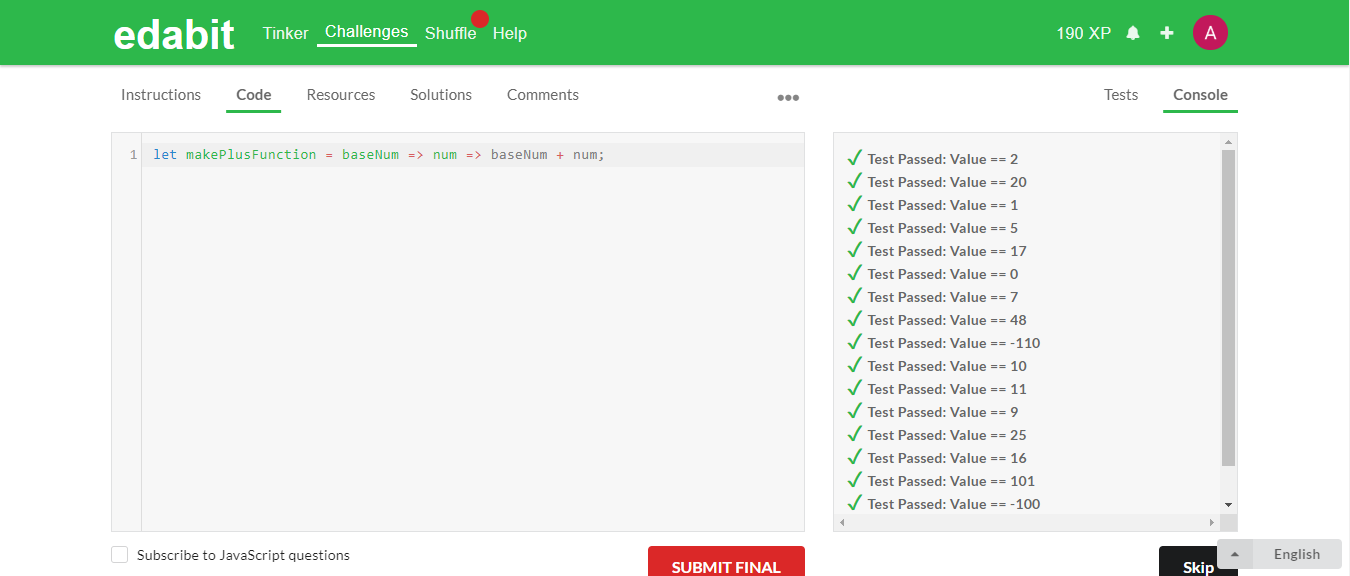 edabit Tinker Challenges Shuffle Help 190 XP A
Instructions Code Resources Solutions Comments Tests Console
1 let makePlusFunction = baseNum => num => baseNum + num;
Test Passed: Value == 2
Test Passed: Value == 20
Test Passed: Value == 1
Test Passed: Value == 5
Test Passed: Value == 17
Test Passed: Value == 0
Test Passed: Value == 7
Test Passed: Value == 48
Test Passed: Value == -110
Test Passed: Value == 10
Test Passed: Value == 11
Test Passed: Value == 9
Test Passed: Value == 25
Test Passed: Value == 16
Test Passed: Value == 101
Test Passed: Value == -100
Subscribe to JavaScript questions
SUBMIT FINAL
Skip
English